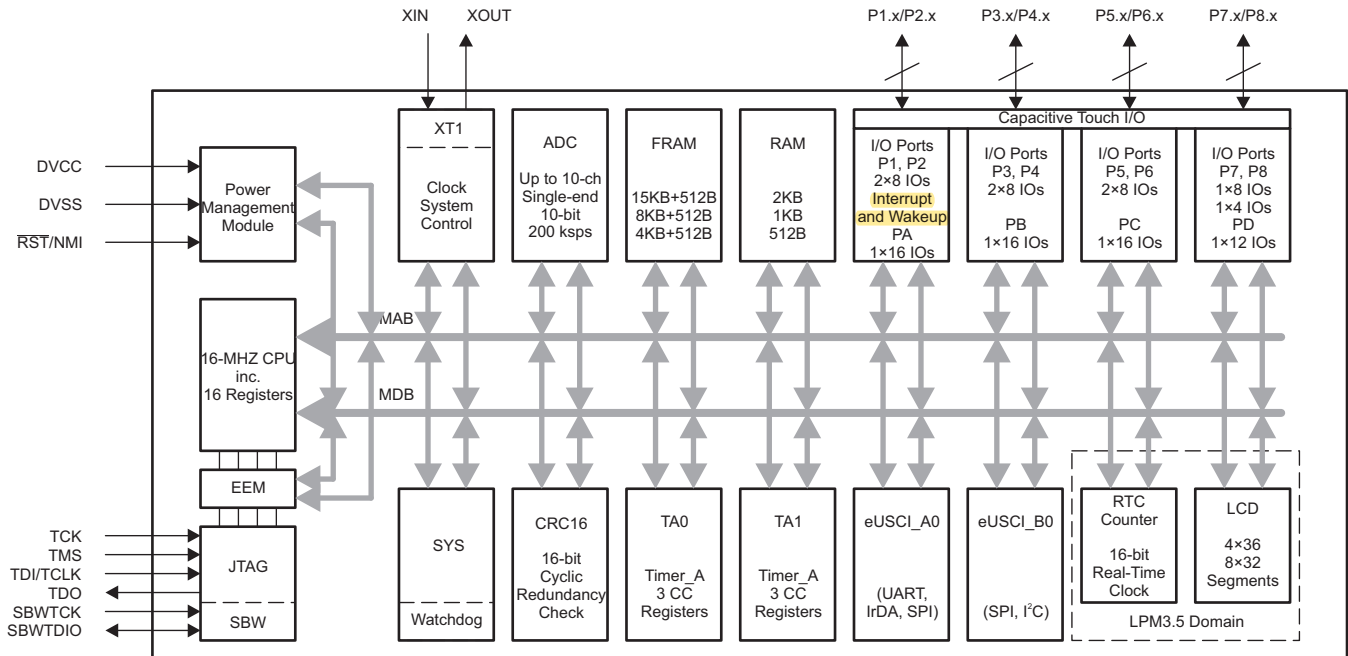 XIN
XOUT
P1.x/P2.x
P3.x/P4.x
P5.x/P6.x
P7.x/P8.x
DVCC
DVSS
RST/NMI
Power
Management
Module
XT1
Clock
System
Control
ADC
Up to 10-ch
Single-end
10-bit
200 ksps
FRAM
15KB+512B
8KB+512B
4KB+512B
RAM
2KB
1KB
512B
Capacitive Touch I/O
I/O Ports
P1, P2
2×8 IOs
Interrupt
and Wakeup
PA
1×16 IOs
I/O Ports
P3, P4
2×8 IOs
PB
1×16 IOs
I/O Ports
P5, P6
2×8 IOs
PC
1×16 IOs
I/O Ports
P7, P8
1×8 IOs
1×4 IOs
PD
1×12 IOs
MAB
16-MHZ CPU
inc.
16 Registers
MDB
EEM
TCK
TMS
TDI/TCLK
TDO
SBWTCK
SBWTDIO
JTAG
SBW
SYS
Watchdog
CRC16
16-bit
Cyclic
Redundancy
Check
TA0
Timer_A
3 CC
Registers
TA1
Timer_A
3 CC
Registers
eUSCI_A0
(UART,
IrDA, SPI)
eUSCI_B0
(SPI, I²C)
RTC
Counter
16-bit
Real-Time
Clock
LCD
4×36
8×32
Segments
LPM3.5 Domain